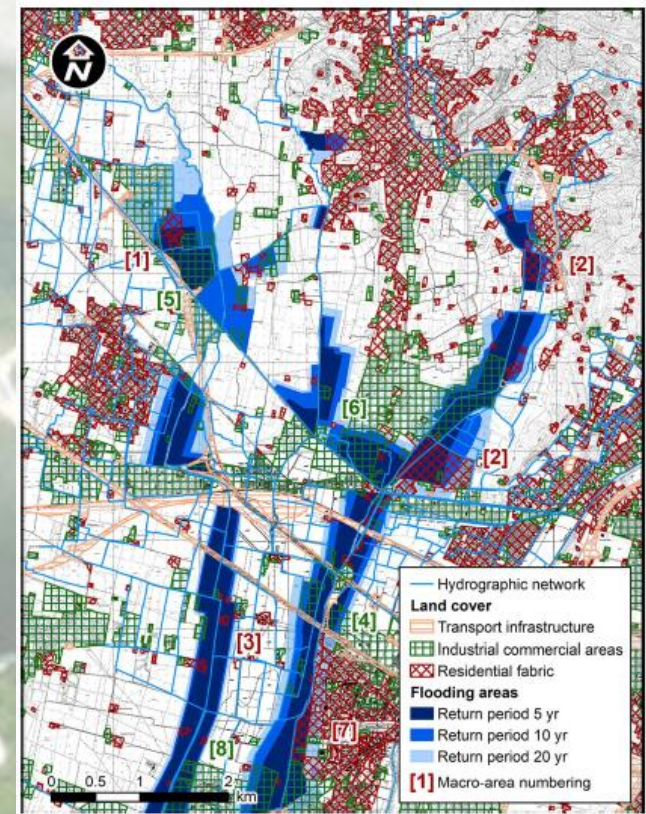 N
[1]
[2]
[5]
[6]
[2]
[4]
[3]
[7]
[8]
0 0.5 1 2
km
Hydrographic network
Land cover
Transport infrastructure
Industrial commercial areas
Residential fabric
Flooding areas
Return period 5 yr
Return period 10 yr
Return period 20 yr
[1] Macro-area numbering